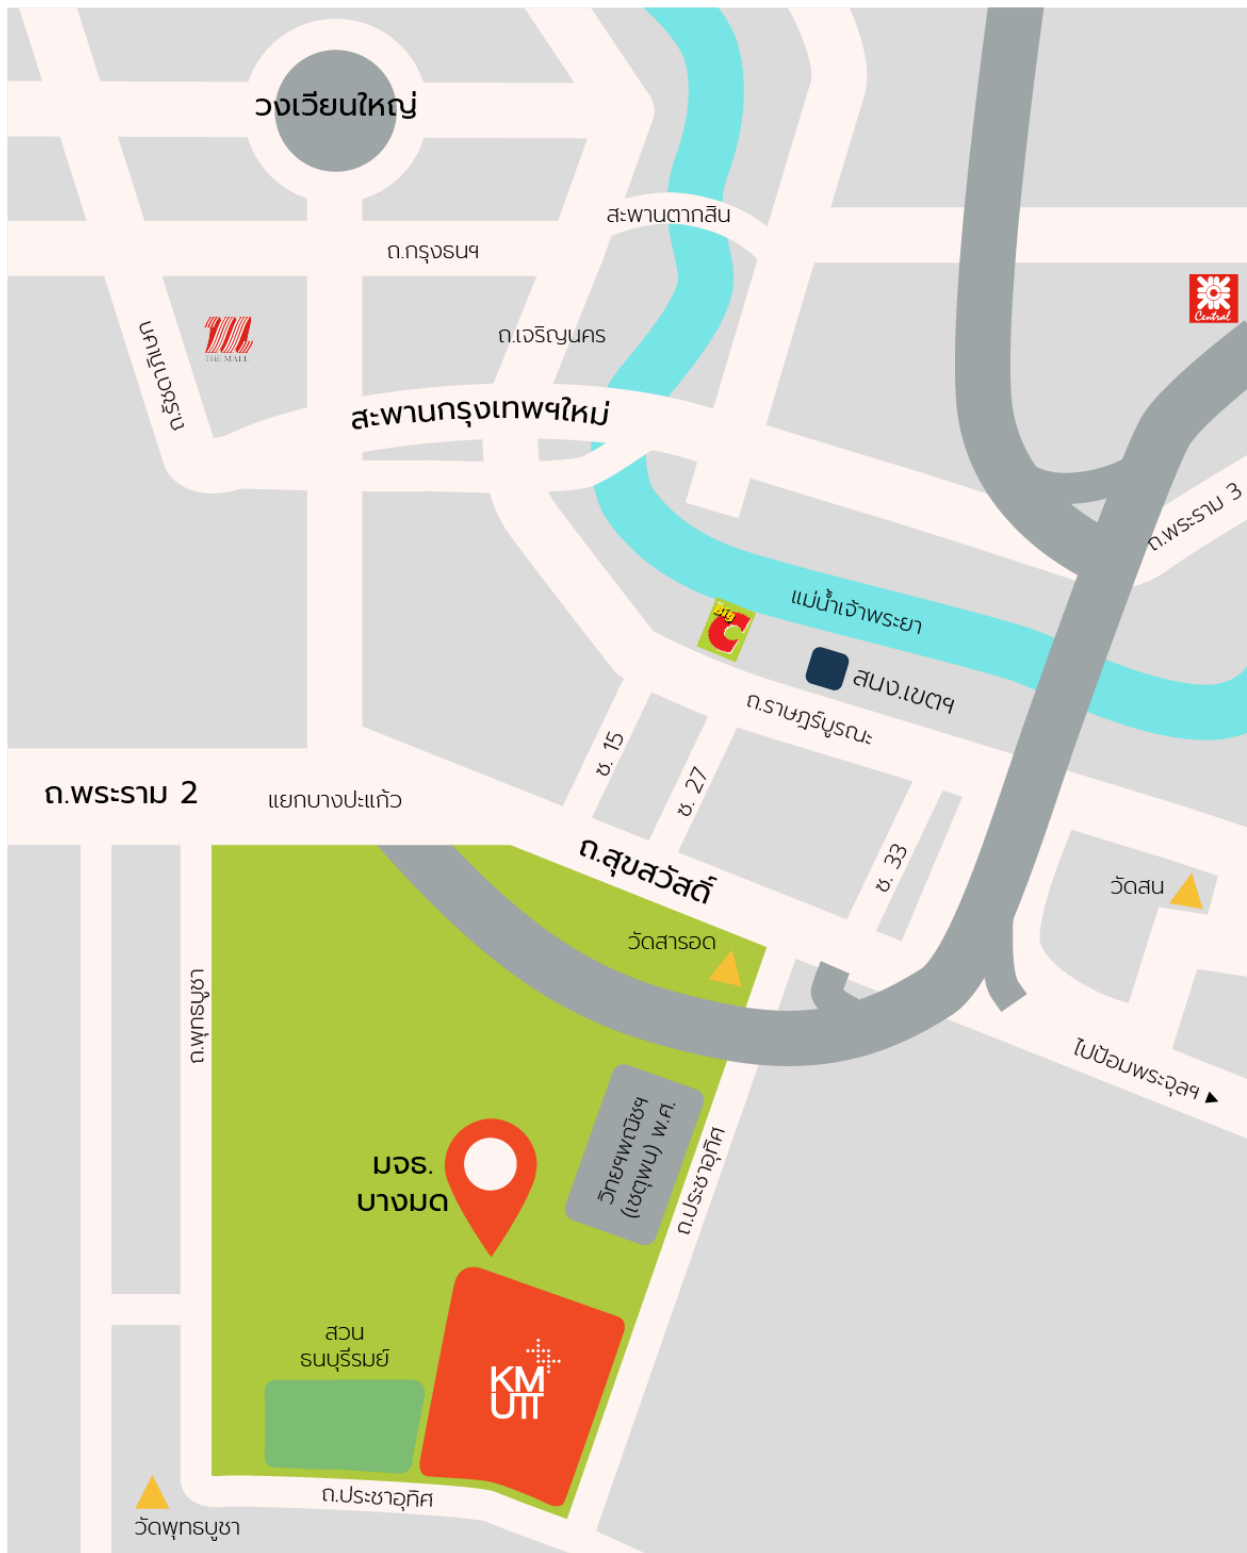 วงเวียนใหญ่
สะพานตากสิน
ถ.กรุงธนฯ
Central
ถ.เจริญนคร
THE MALL
ถ.รัชดาภิเษก
สะพานกรุงเทพฯใหม่
ถ.พระราม 3
แม่น้ำเจ้าพระยา
Big C
สนง.เขตฯ
ถ.ราษฎร์บูรณะ
ซ. 15
ซ. 27
ถ.พระราม 2
แยกบางปะแก้ว
ถ.สุขสวัสดิ์
ซ. 33
วัดสน
วัดสารอด
ถ.พุทธบูชา
ไปป้อมพระจุลฯ
วิทยฯพณิชฯ
(เชตุพน) พ.ศ.
ถ.ประชาอุทิศ
มจธ.
บางมด
สวน
ธนบุรีรมย์
KM
UTT
ถ.ประชาอุทิศ
วัดพุทธบูชา